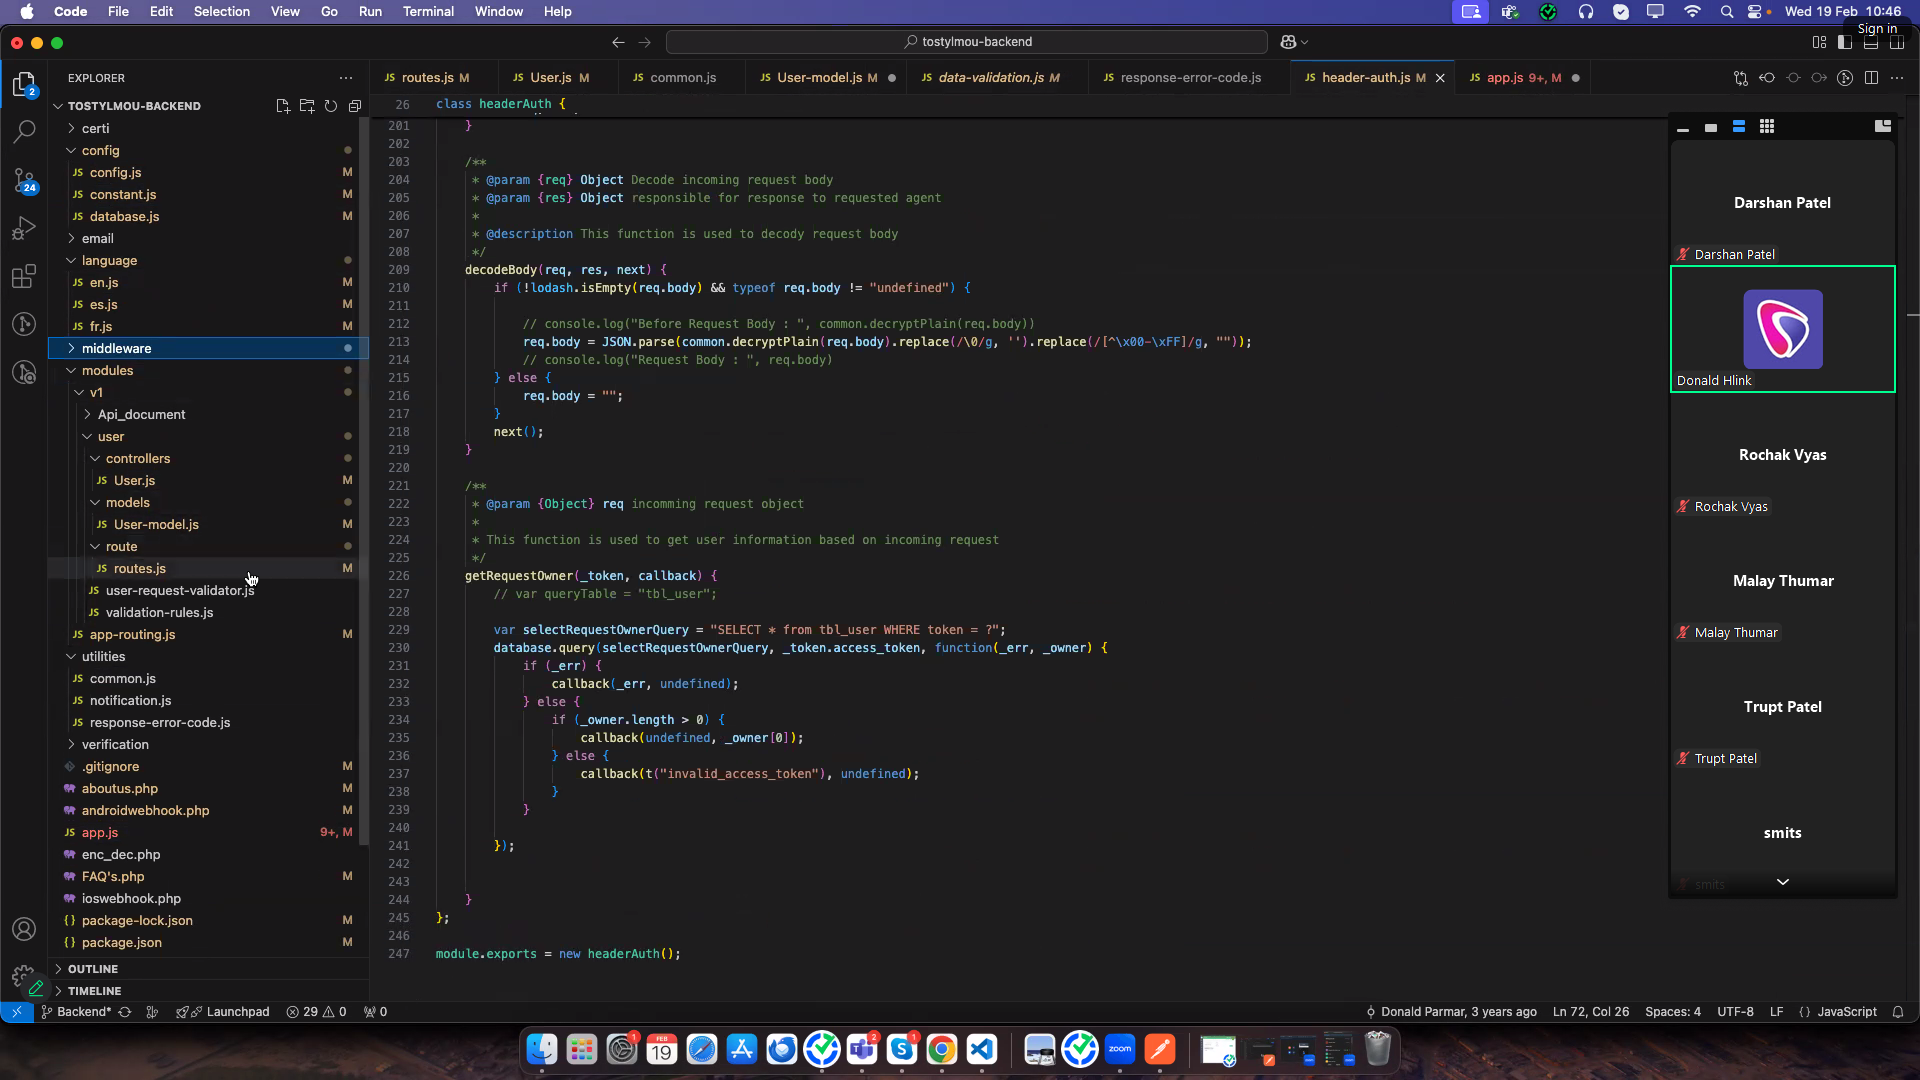 Code File Edit Selection View Go Run Terminal Window Help
Wed 19 Feb 10:46
Sign in
tostylmou-backend
EXPLORER
routes.js M
User.js M
common.js
User-model.js M
data-validation.js M
response-error-code.js
header-auth.js M
app.js 9+, M
TOSTYLMOU-BACKEND
certi
config
config.js M
constant.js M
database.js M
email
language
en.js
es.js
fr.js
middleware
modules
v1
Api_document
user
controllers
User.js M
models
User-model.js M
route
routes.js M
user-request-validator.js
validation-rules.js
app-routing.js M
utilities
common.js
notification.js
response-error-code.js
verification
.gitignore M
aboutus.php M
androidwebhook.php M
app.js 9+, M
enc_dec.php
FAQ's.php M
ioswebhook.php
package-lock.json M
package.json M
OUTLINE
TIMELINE
2
24
26 class headerAuth {
201 }
202
203 /**
204 * @param {req} Object Decode incoming request body
205 * @param {res} Object responsible for response to requested agent
206 *
207 * @description This function is used to decody request body
208 */
209 decodeBody(req, res, next) {
210 if (!lodash.isEmpty(req.body) && typeof req.body != "undefined") {
211
212 // console.log("Before Request Body : ", common.decryptPlain(req.body))
213 req.body = JSON.parse(common.decryptPlain(req.body).replace(/\0/g, '').replace(/[^\x00-\xFF]/g, ""));
214 // console.log("Request Body : ", req.body)
215 } else {
216 req.body = "";
217 }
218 next();
219 }
220
221 /**
222 * @param {Object} req incomming request object
223 *
224 * This function is used to get user information based on incoming request
225 */
226 getRequestOwner(_token, callback) {
227 // var queryTable = "tbl_user";
228
229 var selectRequestOwnerQuery = "SELECT * from tbl_user WHERE token = ?";
230 database.query(selectRequestOwnerQuery, _token.access_token, function(_err, _owner) {
231 if (_err) {
232 callback(_err, undefined);
233 } else {
234 if (_owner.length > 0) {
235 callback(undefined, _owner[0]);
236 } else {
237 callback(t("invalid_access_token"), undefined);
238 }
239 }
240
241 });
242
243
244 }
245 };
246
247 module.exports = new headerAuth();
Darshan Patel
Darshan Patel
Donald Hlink
Rochak Vyas
Rochak Vyas
Malay Thumar
Malay Thumar
Trupt Patel
Trupt Patel
smits
smits
Backend* Launchpad 29 0 0
Donald Parmar, 3 years ago Ln 72, Col 26 Spaces: 4 UTF-8 LF {} JavaScript
1
FEB
19
2
1
zoom